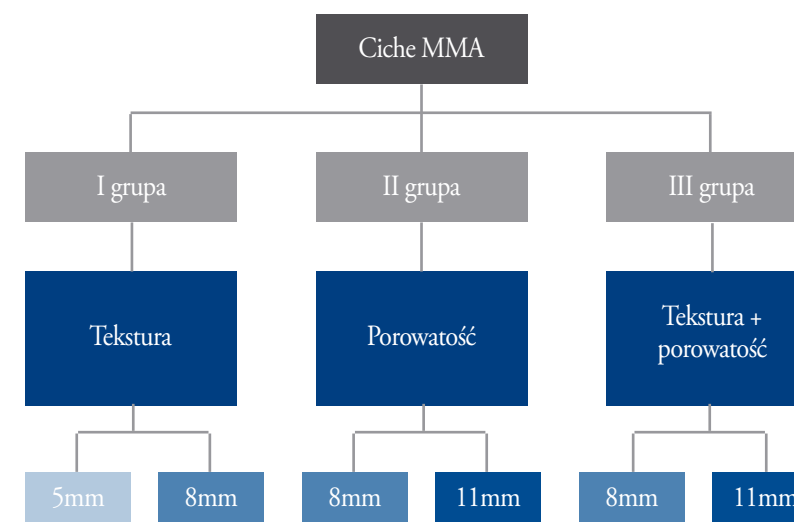 Ciche MMA
I grupa
II grupa
III grupa
Tekstura
Porowatość
Tekstura +
porowatość
5mm
8mm
8mm
11mm
8mm
11mm